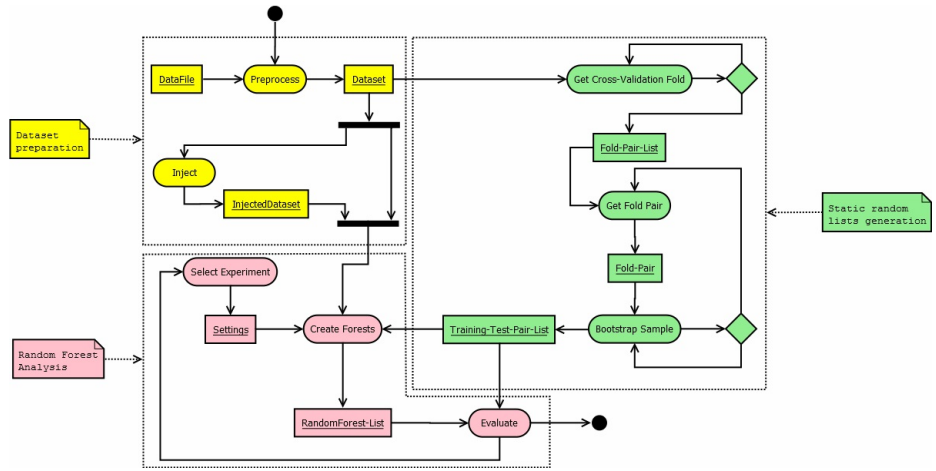 DataFile
Preprocess
Dataset
Get Cross-Validation Fold
Dataset
preparation
Fold-Pair-List
Inject
InjectedDataset
Get Fold Pair
Static random
lists generation
Select Experiment
Fold-Pair
Settings
Create Forests
Training-Test-Pair-List
Bootstrap Sample
Random Forest
Analysis
RandomForest-List
Evaluate